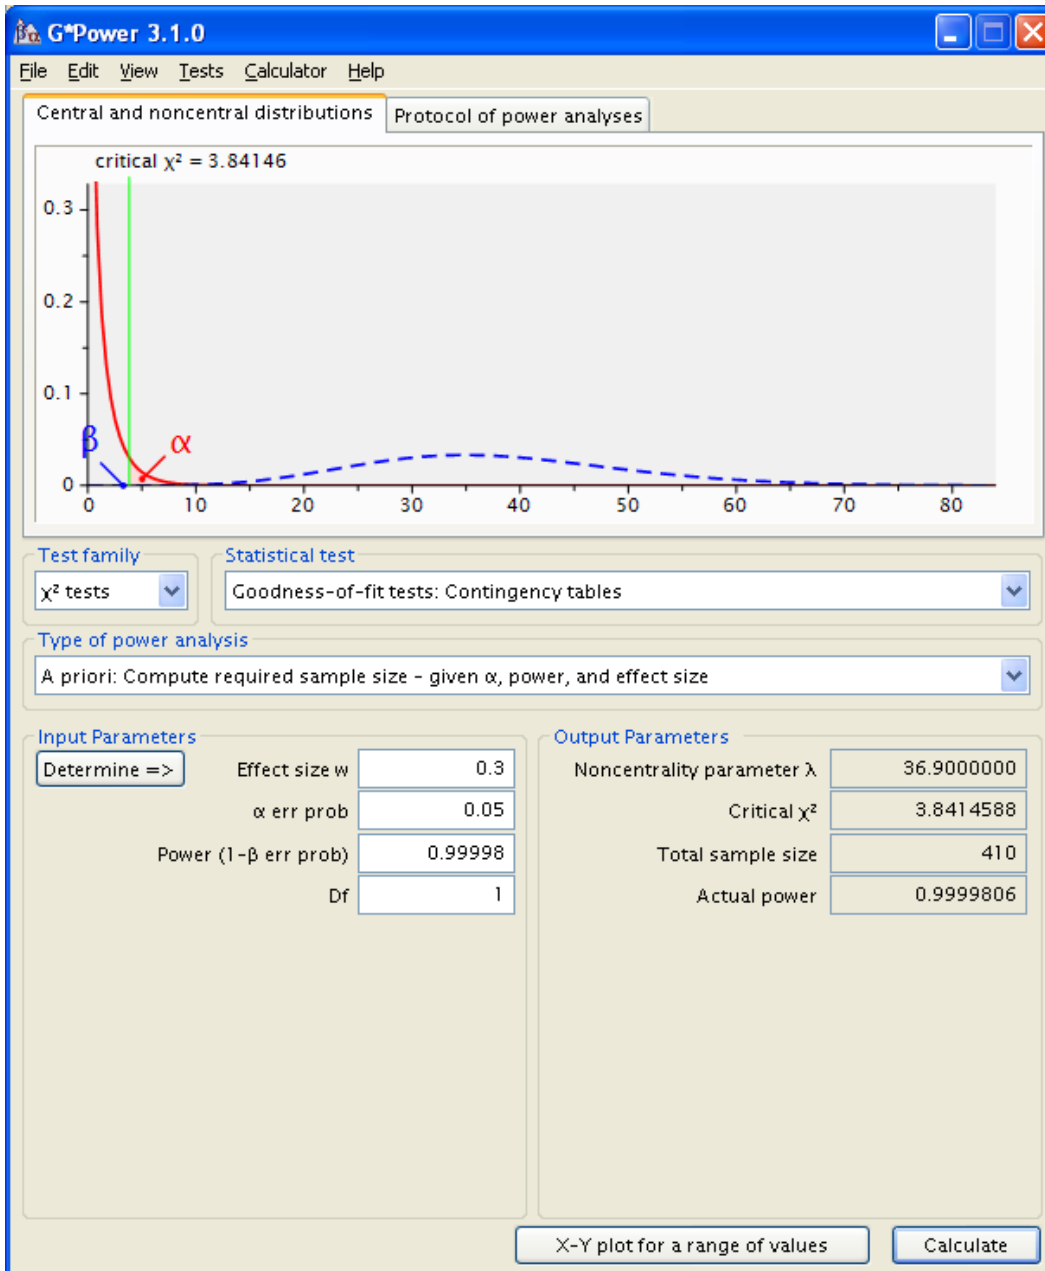 G*Power 3.1.0
File Edit View Tests Calculator Help
Central and noncentral distributions Protocol of power analyses
critical χ² = 3.84146
0.3
0.2
0.1
β α
0
0 10 20 30 40 50 60 70 80
Test family Statistical test
χ² tests Goodness-of-fit tests: Contingency tables
Type of power analysis
A priori: Compute required sample size - given α, power, and effect size
Input Parameters Output Parameters
Determine => Effect size w 0.3 Noncentrality parameter λ 36.9000000
α err prob 0.05 Critical χ² 3.8414588
Power (1-β err prob) 0.99998 Total sample size 410
Df 1 Actual power 0.9999806
X-Y plot for a range of values Calculate